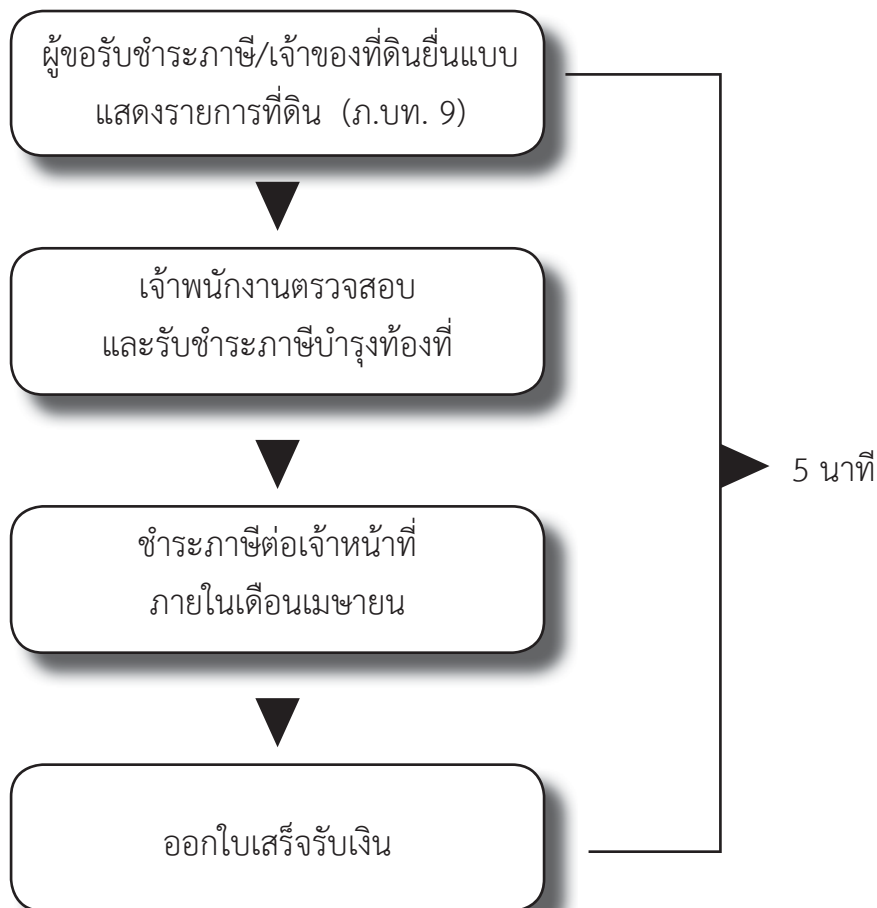 ผู้ขอรับชำระภาษี/เจ้าของที่ดินยื่นแบบ
แสดงรายการที่ดิน (ภ.บท. 9)
เจ้าพนักงานตรวจสอบ
และรับชำระภาษีบำรุงท้องที่
5 นาที
ชำระภาษีต่อเจ้าหน้าที่
ภายในเดือนเมษายน
ออกใบเสร็จรับเงิน